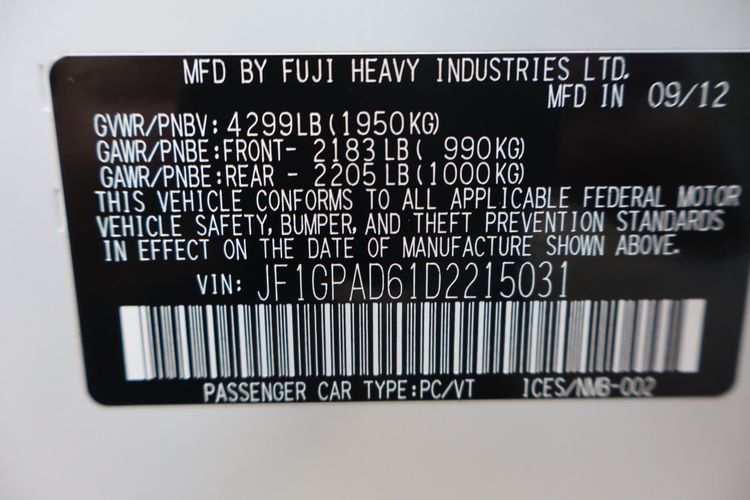 MFD BY FUJI HEAVY INDUSTRIES LTD.
MFD IN 09/12
GVWR/PNBV: 4299LB (1950KG)
GAWR/PNBE:FRONT- 2183 LB ( 990KG)
GAWR/PNBE:REAR - 2205 LB (1000KG)
THIS VEHICLE CONFORMS TO ALL APPLICABLE FEDERAL MOTOR
VEHICLE SAFETY, BUMPER, AND THEFT PREVENTION STANDARDS
IN EFFECT ON THE DATE OF MANUFACTURE SHOWN ABOVE.
VIN: JF1GPAD61D2215031
PASSENGER CAR TYPE:PC/VT ICES/NMB-002